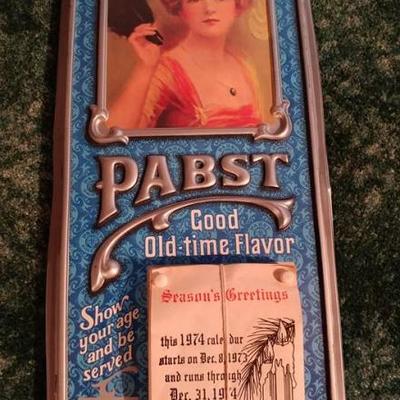 PABST
Good
Old-time Flavor
Show
your age
and be
served
Season's Greetings
this 1974 calendar
starts on Dec. 8, 1973
and runs through
Dec. 31, 1974